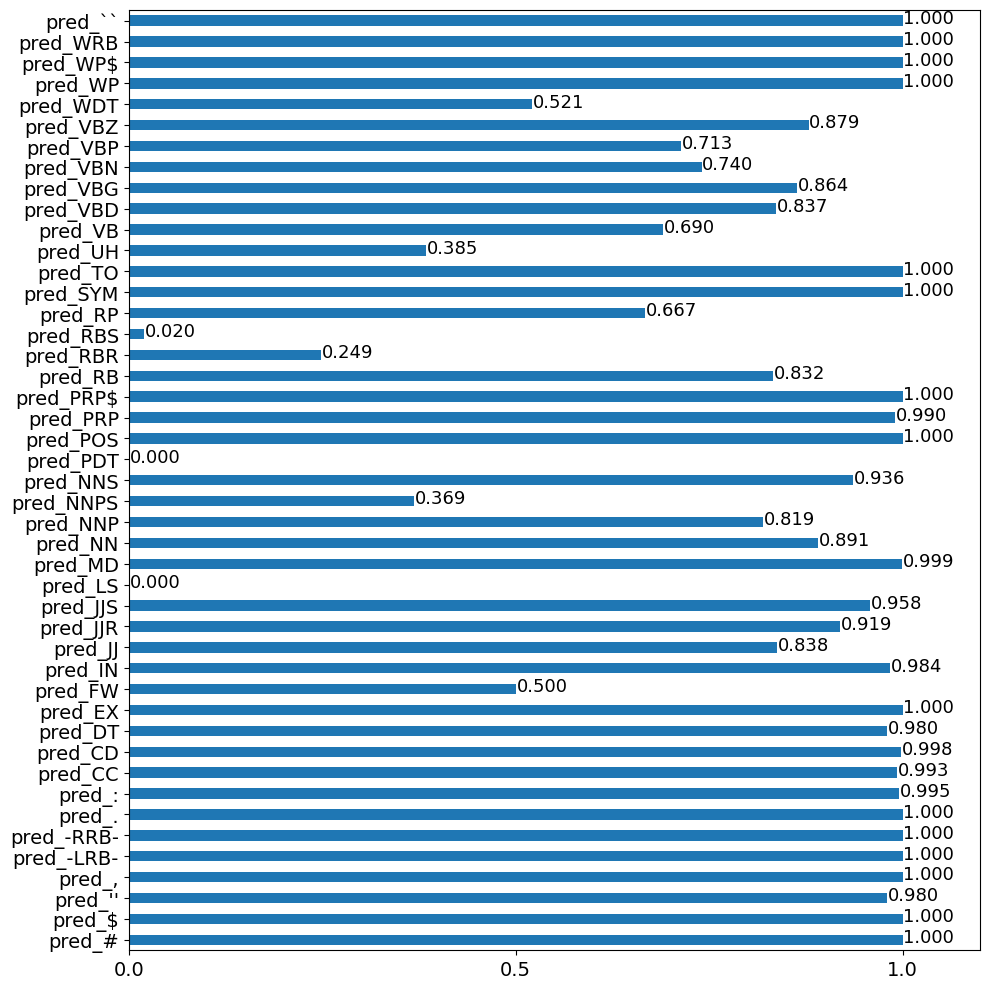 pred_`` 1.000
pred_WRB 1.000
pred_WP$ 1.000
pred_WP 1.000
pred_WDT 0.521
pred_VBZ 0.879
pred_VBP 0.713
pred_VBN 0.740
pred_VBG 0.864
pred_VBD 0.837
pred_VB 0.690
pred_UH 0.385
pred_TO 1.000
pred_SYM 1.000
pred_RP 0.667
pred_RBS 0.020
pred_RBR 0.249
pred_RB 0.832
pred_PRP$ 1.000
pred_PRP 0.990
pred_POS 1.000
pred_PDT 0.000
pred_NNS 0.936
pred_NNPS 0.369
pred_NNP 0.819
pred_NN 0.891
pred_MD 0.999
pred_LS 0.000
pred_JJS 0.958
pred_JJR 0.919
pred_JJ 0.838
pred_IN 0.984
pred_FW 0.500
pred_EX 1.000
pred_DT 0.980
pred_CD 0.998
pred_CC 0.993
pred_: 0.995
pred_. 1.000
pred_-RRB- 1.000
pred_-LRB- 1.000
pred_, 1.000
pred_'' 0.980
pred_$ 1.000
pred_# 1.000
0.0 0.5 1.0